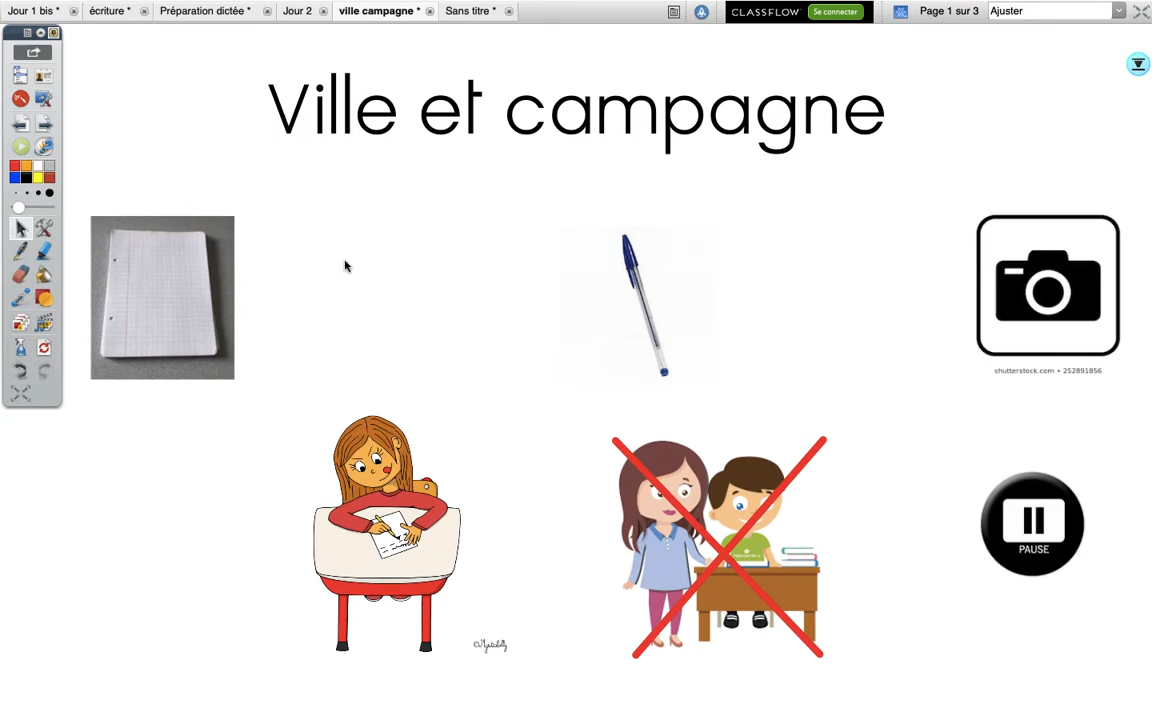 Jour 1 bis * écriture * Préparation dictée * Jour 2 ville campagne * Sans titre * CLASSFLOW Se connecter Page 1 sur 3 Ajuster
Ville et campagne
shutterstock.com • 252891856
PAUSE